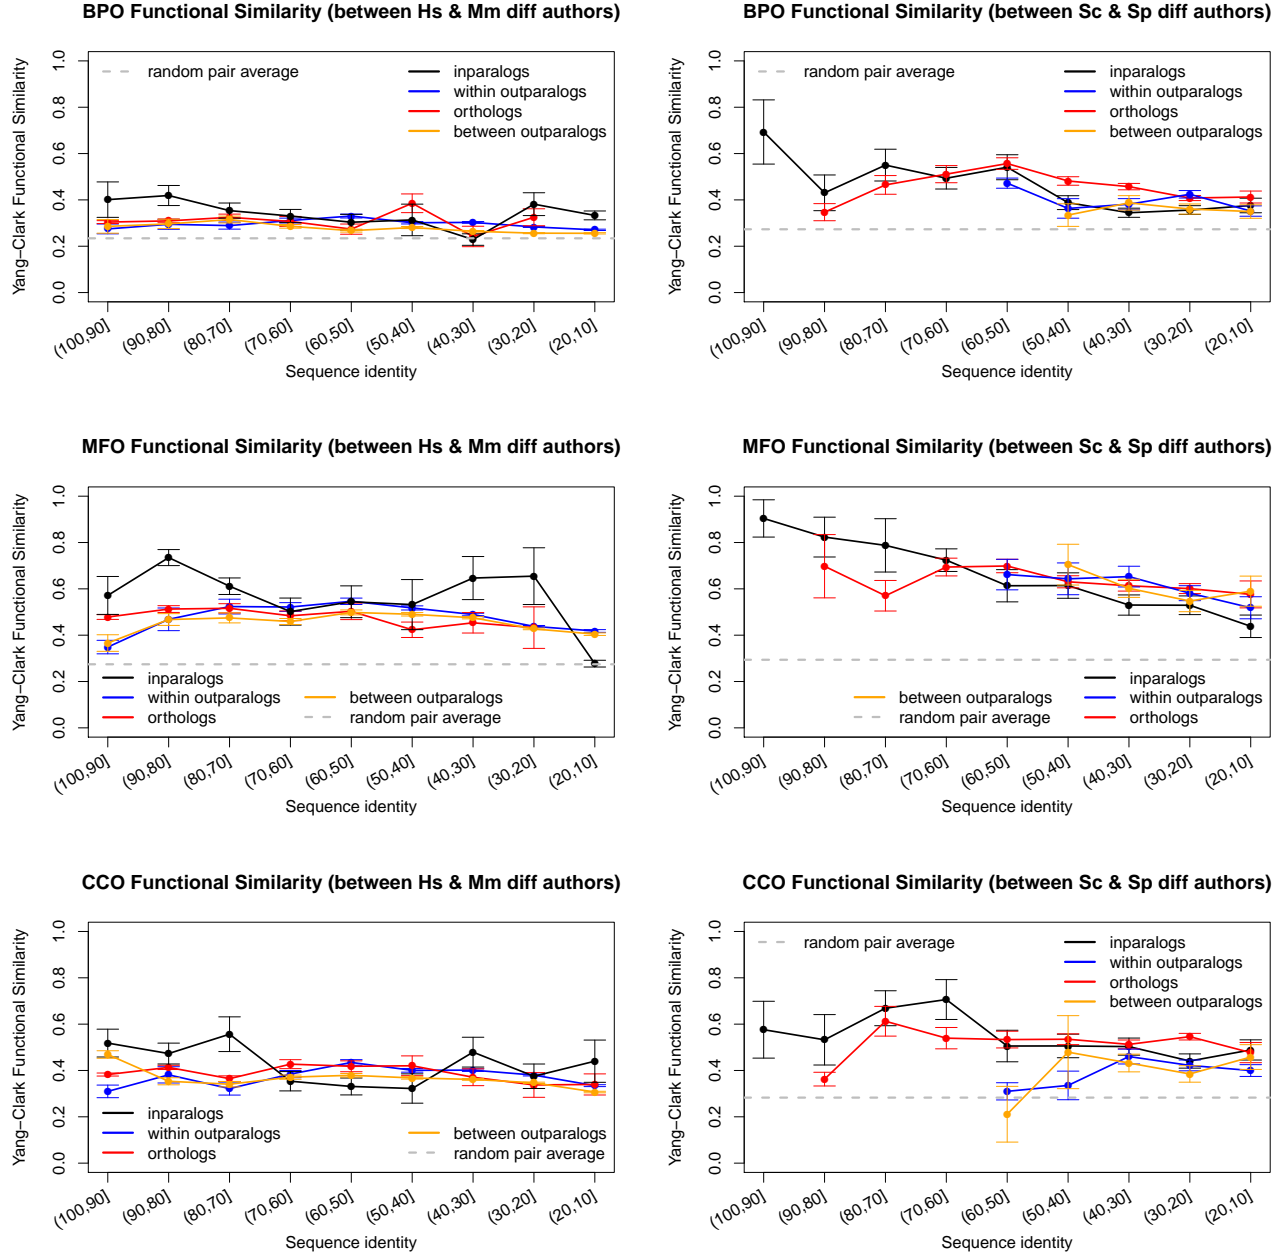 BPO Functional Similarity (between Hs & Mm diff authors)
Yang−Clark Functional Similarity
1.0
0.8
0.6
0.4
0.2
0.0
random pair average
inparalogs
within outparalogs
orthologs
between outparalogs
(100,90]
(90,80]
(80,70]
(70,60]
(60,50]
(50,40]
(40,30]
(30,20]
(20,10]
Sequence identity
BPO Functional Similarity (between Sc & Sp diff authors)
Yang−Clark Functional Similarity
1.0
0.8
0.6
0.4
0.2
0.0
random pair average
inparalogs
within outparalogs
orthologs
between outparalogs
(100,90]
(90,80]
(80,70]
(70,60]
(60,50]
(50,40]
(40,30]
(30,20]
(20,10]
Sequence identity
MFO Functional Similarity (between Hs & Mm diff authors)
Yang−Clark Functional Similarity
1.0
0.8
0.6
0.4
0.2
0.0
inparalogs
within outparalogs
orthologs
between outparalogs
random pair average
(100,90]
(90,80]
(80,70]
(70,60]
(60,50]
(50,40]
(40,30]
(30,20]
(20,10]
Sequence identity
MFO Functional Similarity (between Sc & Sp diff authors)
Yang−Clark Functional Similarity
1.0
0.8
0.6
0.4
0.2
0.0
between outparalogs
random pair average
inparalogs
within outparalogs
orthologs
(100,90]
(90,80]
(80,70]
(70,60]
(60,50]
(50,40]
(40,30]
(30,20]
(20,10]
Sequence identity
CCO Functional Similarity (between Hs & Mm diff authors)
Yang−Clark Functional Similarity
1.0
0.8
0.6
0.4
0.2
0.0
inparalogs
within outparalogs
orthologs
between outparalogs
random pair average
(100,90]
(90,80]
(80,70]
(70,60]
(60,50]
(50,40]
(40,30]
(30,20]
(20,10]
Sequence identity
CCO Functional Similarity (between Sc & Sp diff authors)
Yang−Clark Functional Similarity
1.0
0.8
0.6
0.4
0.2
0.0
random pair average
inparalogs
within outparalogs
orthologs
between outparalogs
(100,90]
(90,80]
(80,70]
(70,60]
(60,50]
(50,40]
(40,30]
(30,20]
(20,10]
Sequence identity